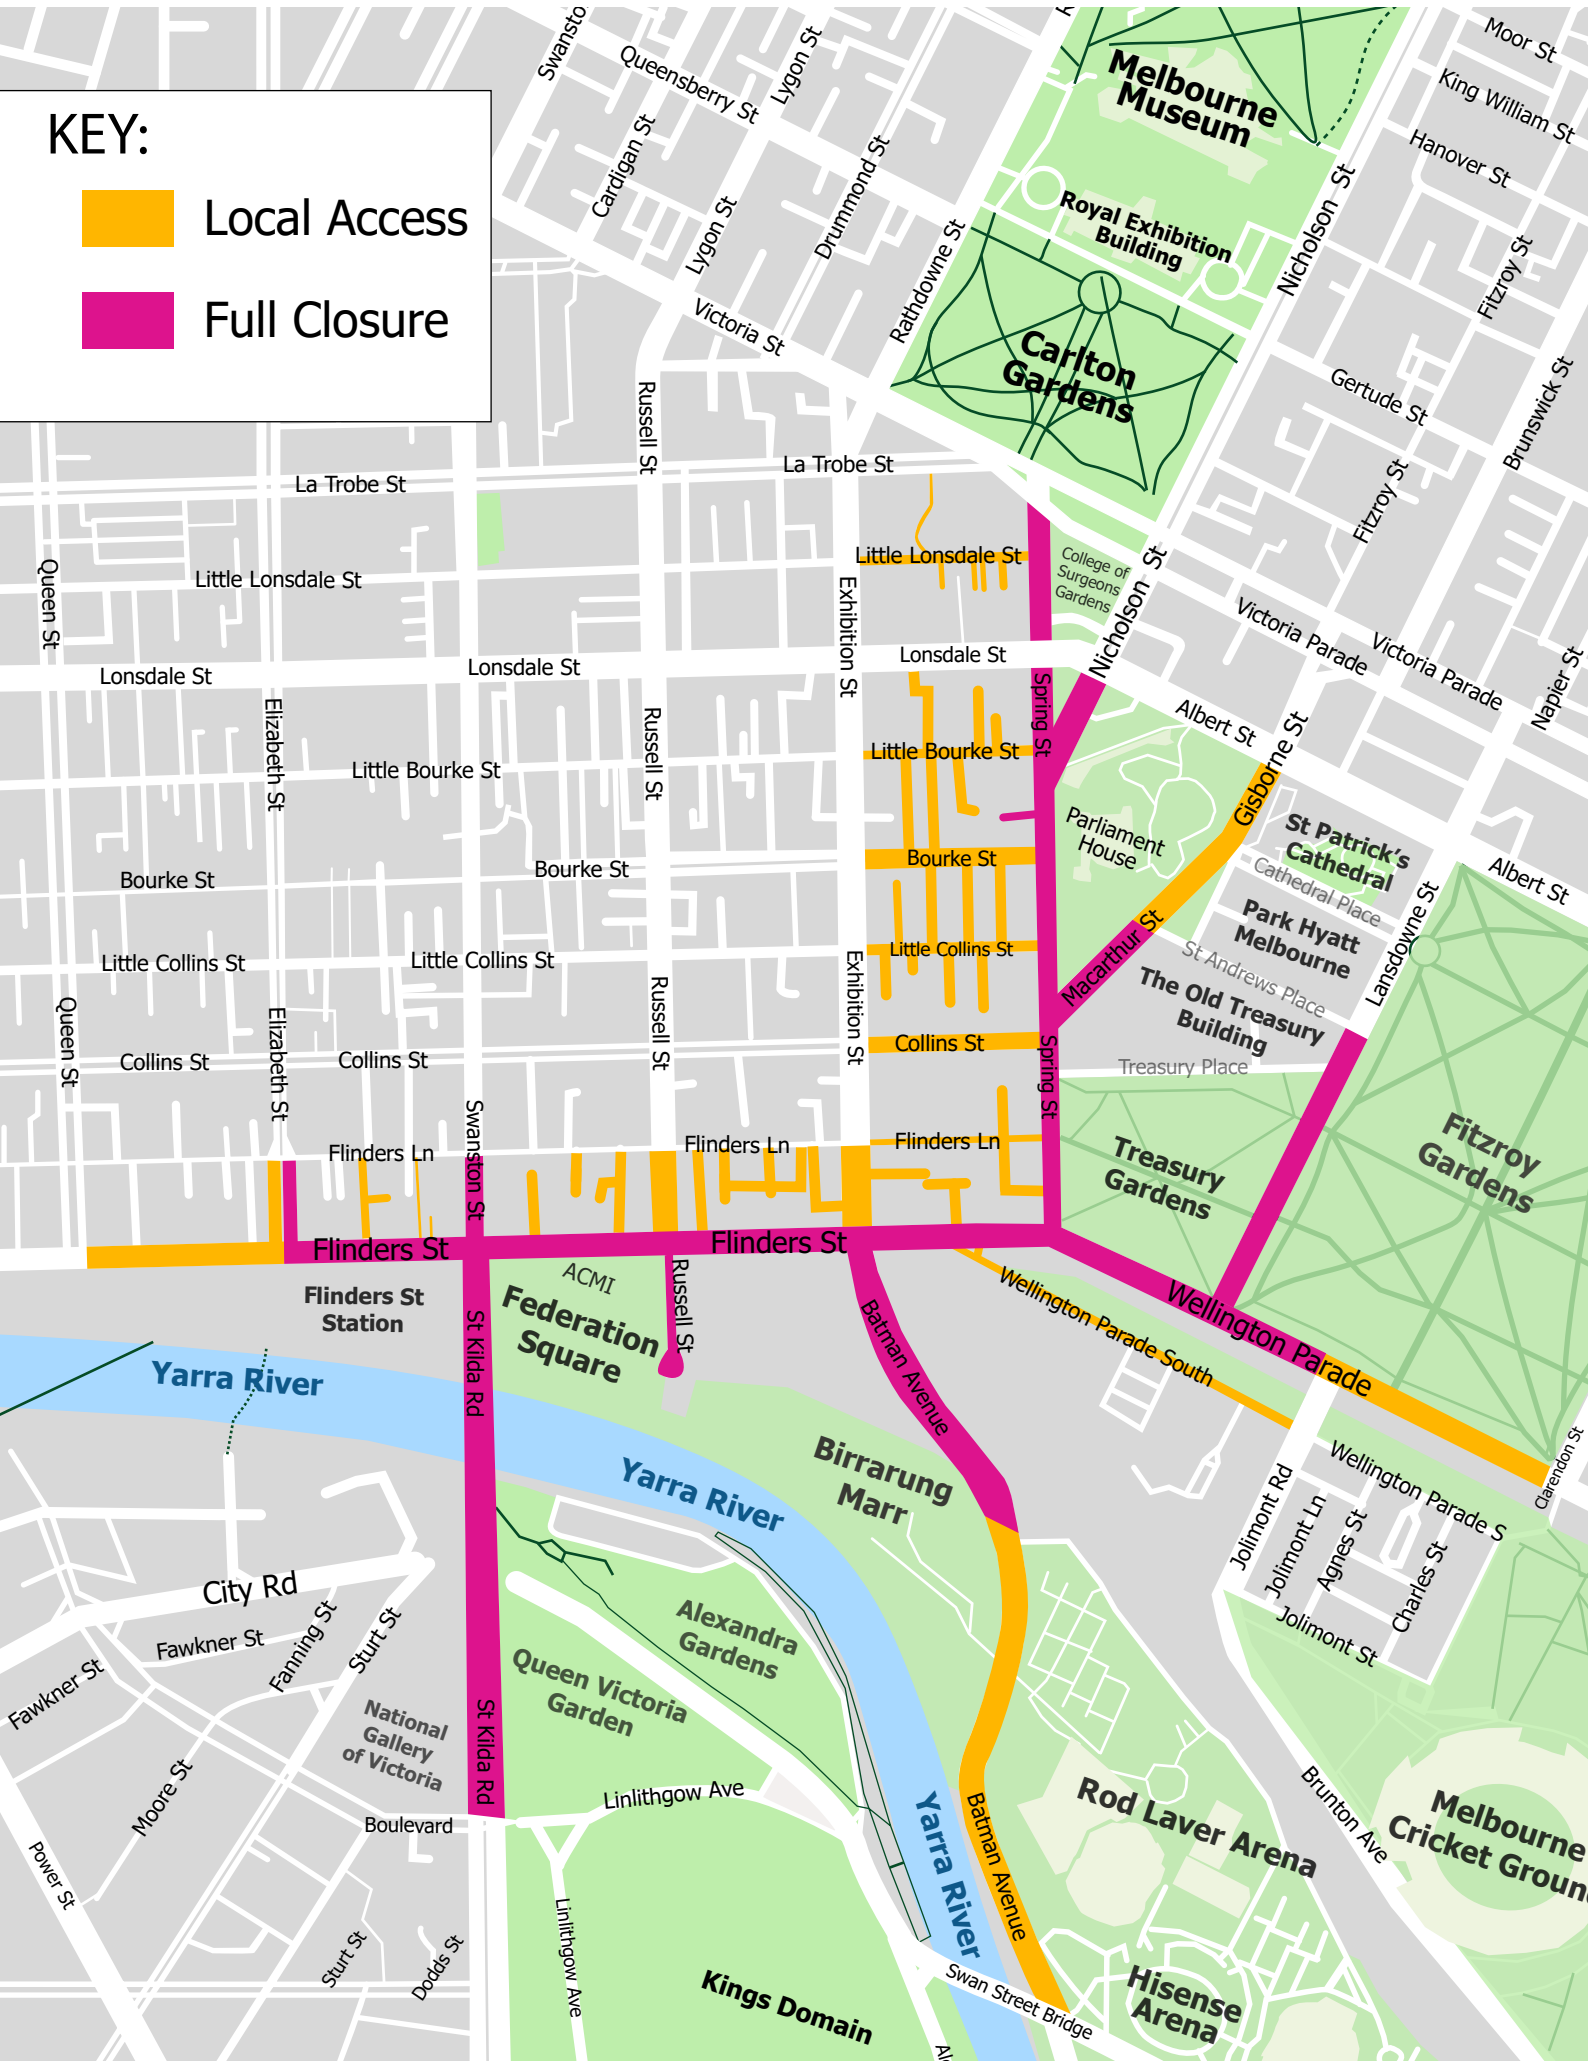 KEY:
Local Access
Full Closure
Queensberry St
Lygon St
Cardigan St
Lygon St
Drummond St
Rathdowne St
Victoria St
Melbourne
Museum
Royal Exhibition
Building
Carlton
Gardens
Nicholson St
Moor St
King William St
Hanover St
Fitzroy St
Gertude St
Brunswick St
Fitzroy St
Russell St
La Trobe St
La Trobe St
Little Lonsdale St
Little Lonsdale St
College of
Surgeons
Gardens
Nicholson St
Victoria Parade
Victoria Parade
Napier St
Queen St
Exhibition St
Lonsdale St
Lonsdale St
Lonsdale St
Spring St
Albert St
Gisborne St
Elizabeth St
Russell St
Little Bourke St
Little Bourke St
Parliament
House
St Patrick's
Cathedral
Cathedral Place
Albert St
Bourke St
Bourke St
Bourke St
Park Hyatt
Melbourne
Lansdowne St
Macarthur St
St Andrews Place
Little Collins St
Little Collins St
Little Collins St
The Old Treasury
Building
Queen St
Elizabeth St
Russell St
Exhibition St
Collins St
Collins St
Collins St
Spring St
Treasury Place
Swanston St
Flinders Ln
Flinders Ln
Flinders Ln
Treasury
Gardens
Fitzroy
Gardens
Flinders St
Flinders St
Flinders St
Station
ACMI
Federation
Square
Russell St
St Kilda Rd
Batman Avenue
Wellington Parade
Wellington Parade South
Yarra River
Yarra River
Birrarung
Marr
Wellington Parade S
Clarendon St
Jolimont Rd
Jolimont Ln
Agnes St
Charles St
Jolimont St
City Rd
Fawkner St
Fawkner St
Fanning St
Sturt St
Alexandra
Gardens
Queen Victoria
Garden
National
Gallery
of Victoria
St Kilda Rd
Moore St
Boulevard
Linlithgow Ave
Power St
Yarra River
Batman Avenue
Rod Laver Arena
Brunton Ave
Melbourne
Cricket Groun
Linlithgow Ave
Sturt St
Dodds St
Kings Domain
Swan Street Bridge
Hisense
Arena
Swansto